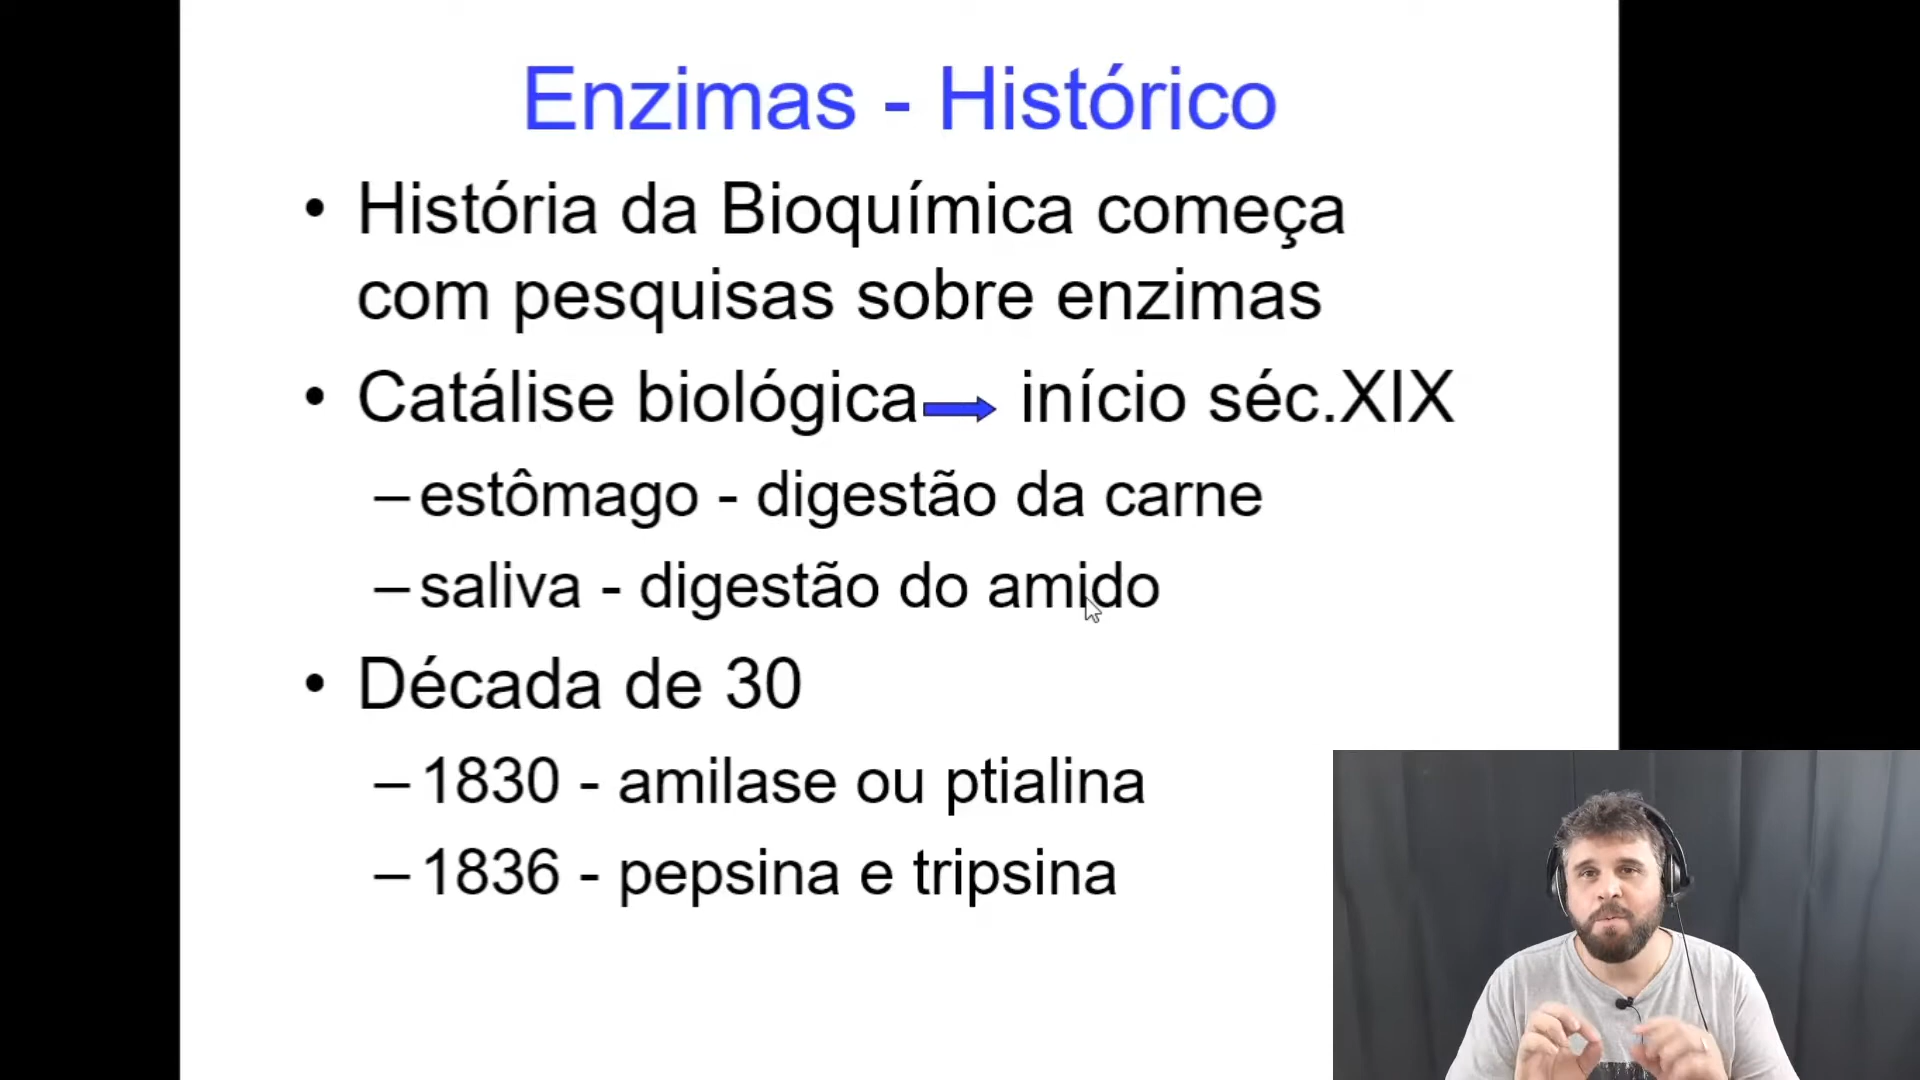 Enzimas - Histórico
• História da Bioquímica começa
com pesquisas sobre enzimas
• Catálise biológica início séc.XIX
–estômago - digestão da carne
–saliva - digestão do amido
• Década de 30
–1830 - amilase ou ptialina
–1836 - pepsina e tripsina